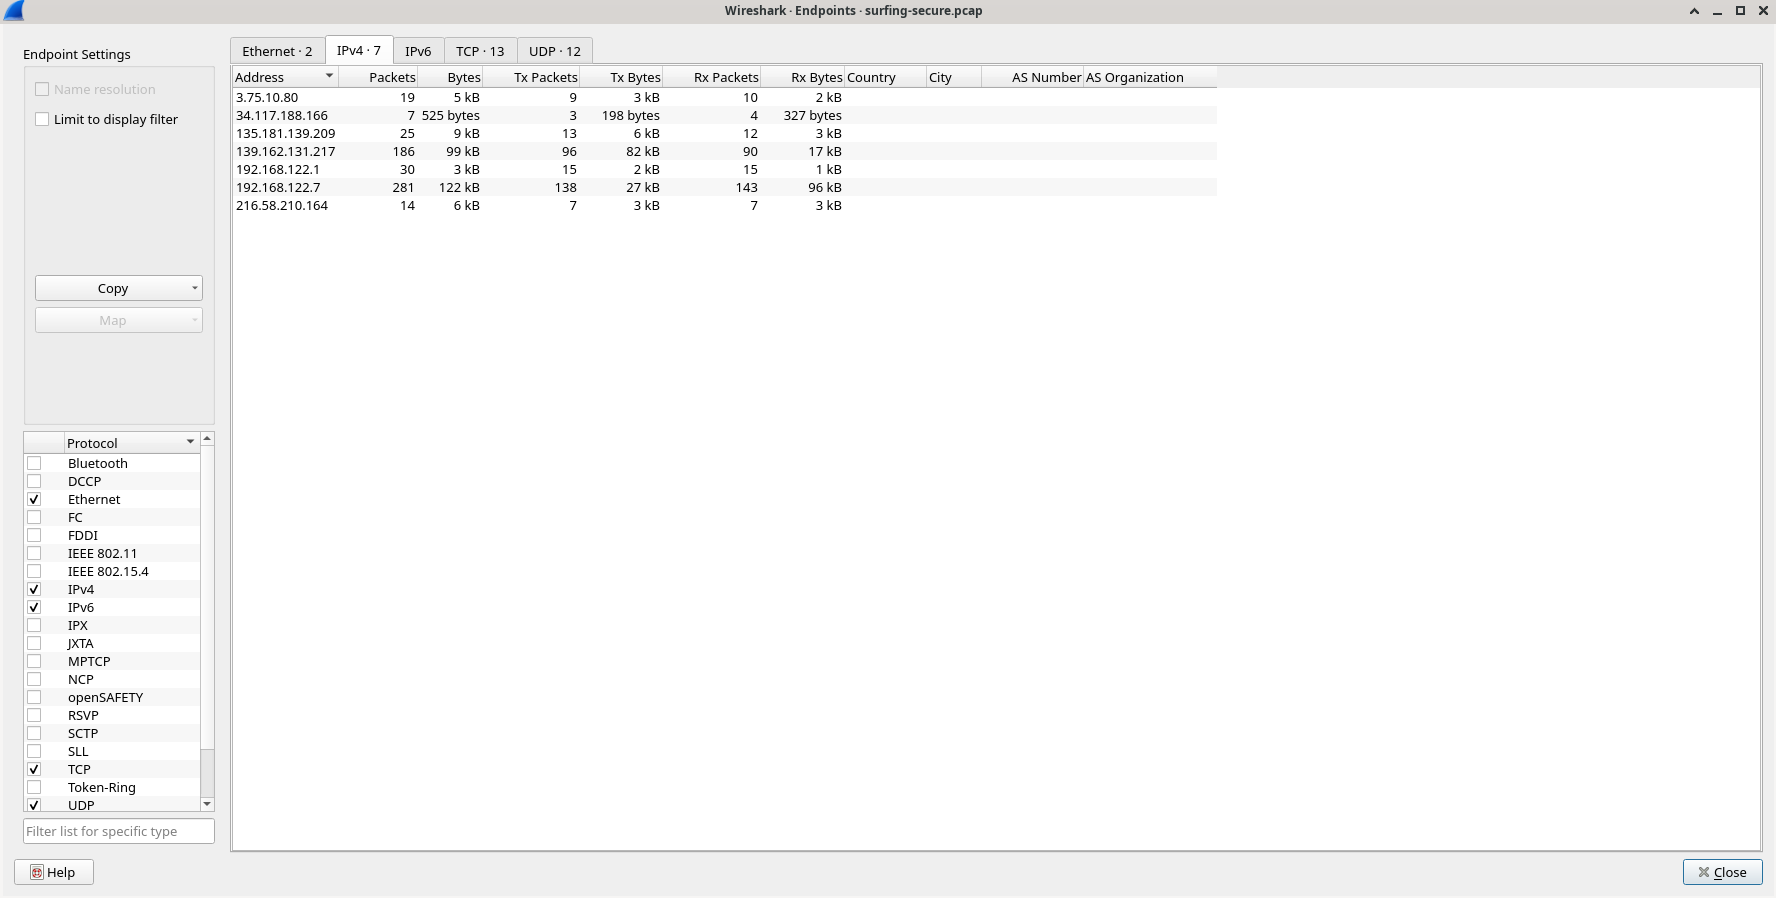 Wireshark · Endpoints · surfing-secure.pcap
Endpoint Settings
Name resolution
Limit to display filter
Copy
Map
Protocol
Bluetooth
DCCP
Ethernet
FC
FDDI
IEEE 802.11
IEEE 802.15.4
IPv4
IPv6
IPX
JXTA
MPTCP
NCP
openSAFETY
RSVP
SCTP
SLL
TCP
Token-Ring
UDP
Filter list for specific type
Ethernet · 2 IPv4 · 7 IPv6 TCP · 13 UDP · 12
Address Packets Bytes Tx Packets Tx Bytes Rx Packets Rx Bytes Country City AS Number AS Organization
3.75.10.80 19 5 kB 9 3 kB 10 2 kB
34.117.188.166 7 525 bytes 3 198 bytes 4 327 bytes
135.181.139.209 25 9 kB 13 6 kB 12 3 kB
139.162.131.217 186 99 kB 96 82 kB 90 17 kB
192.168.122.1 30 3 kB 15 2 kB 15 1 kB
192.168.122.7 281 122 kB 138 27 kB 143 96 kB
216.58.210.164 14 6 kB 7 3 kB 7 3 kB
Help
Close